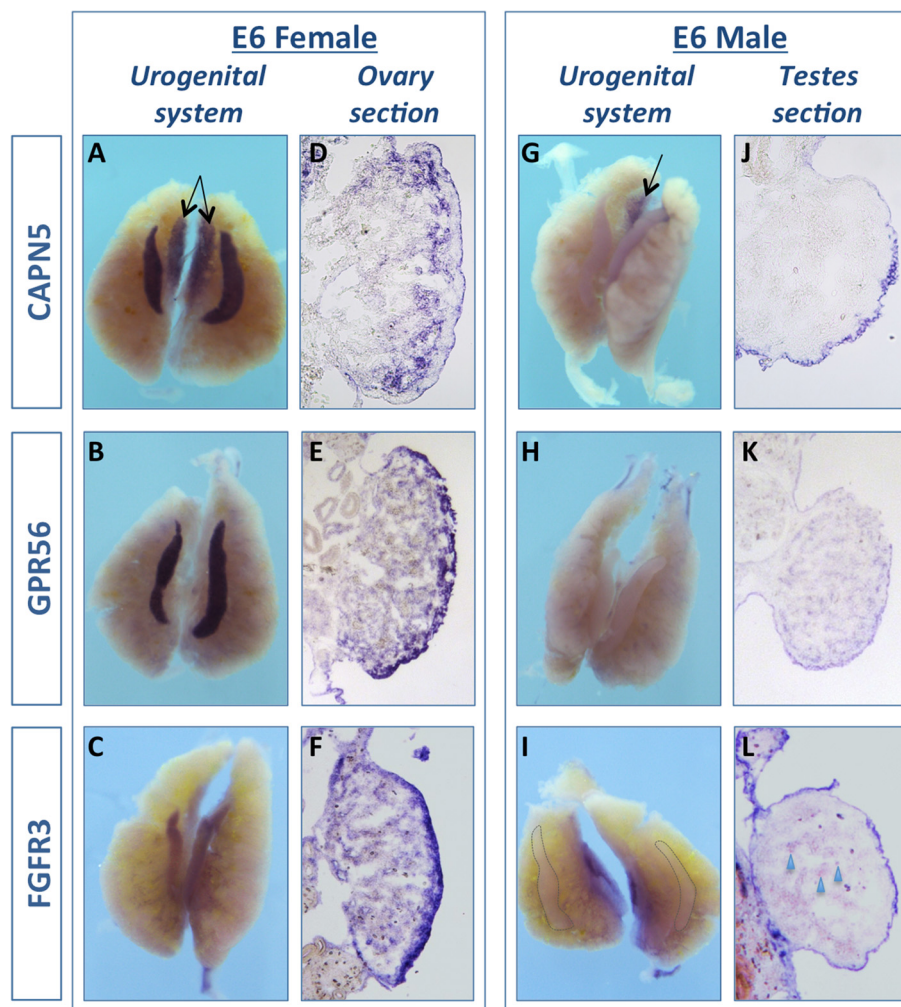 E6 Female
E6 Male
Urogenital system
Ovary section
Urogenital system
Testes section
CAPN5
A
D
G
J
GPR56
B
E
H
K
FGFR3
C
F
I
L